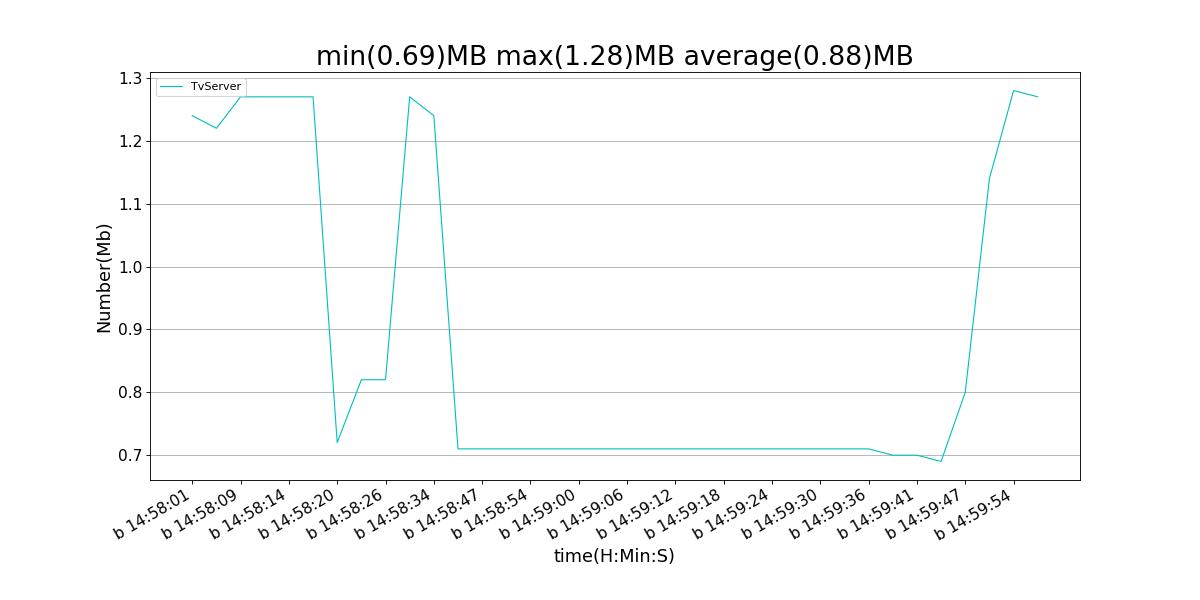 min(0.69)MB max(1.28)MB average(0.88)MB
TvServer
1.3
1.2
1.1
1.0
0.9
0.8
0.7
Number(Mb)
b 14:58:01
b 14:58:09
b 14:58:14
b 14:58:20
b 14:58:26
b 14:58:34
b 14:58:47
b 14:58:54
b 14:59:00
b 14:59:06
b 14:59:12
b 14:59:18
b 14:59:24
b 14:59:30
b 14:59:36
b 14:59:41
b 14:59:47
b 14:59:54
time(H:Min:S)